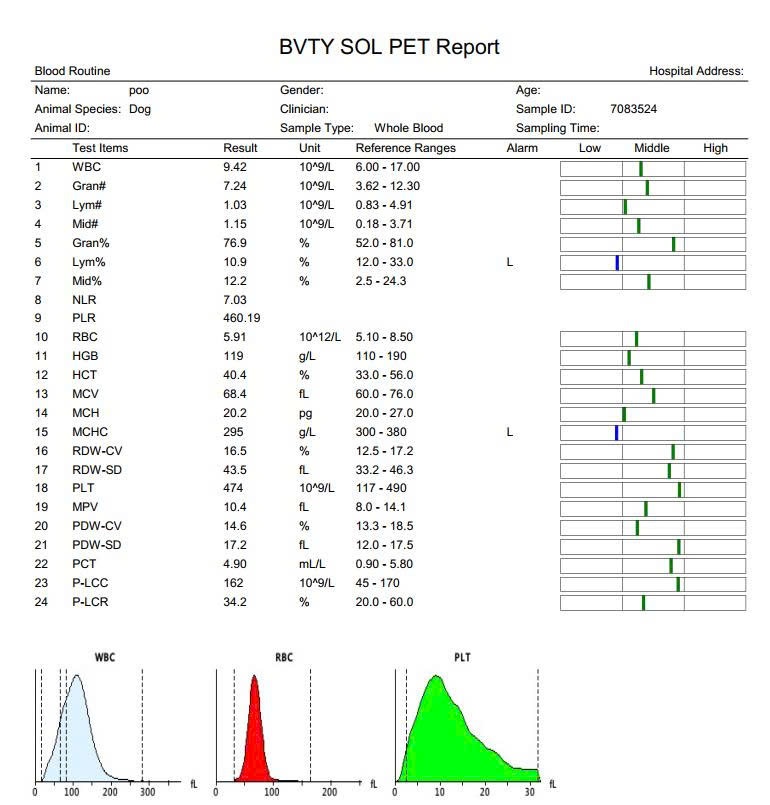 BVTY SOL PET Report
Blood Routine Hospital Address:
Name: poo Gender: Age:
Animal Species: Dog Clinician: Sample ID: 7083524
Animal ID: Sample Type: Whole Blood Sampling Time:
Test Items Result Unit Reference Ranges Alarm Low Middle High
1 WBC 9.42 10^9/L 6.00 - 17.00
2 Gran# 7.24 10^9/L 3.62 - 12.30
3 Lym# 1.03 10^9/L 0.83 - 4.91
4 Mid# 1.15 10^9/L 0.18 - 3.71
5 Gran% 76.9 % 52.0 - 81.0
6 Lym% 10.9 % 12.0 - 33.0 L
7 Mid% 12.2 % 2.5 - 24.3
8 NLR 7.03
9 PLR 460.19
10 RBC 5.91 10^12/L 5.10 - 8.50
11 HGB 119 g/L 110 - 190
12 HCT 40.4 % 33.0 - 56.0
13 MCV 68.4 fL 60.0 - 76.0
14 MCH 20.2 pg 20.0 - 27.0
15 MCHC 295 g/L 300 - 380 L
16 RDW-CV 16.5 % 12.5 - 17.2
17 RDW-SD 43.5 fL 33.2 - 46.3
18 PLT 474 10^9/L 117 - 490
19 MPV 10.4 fL 8.0 - 14.1
20 PDW-CV 14.6 % 13.3 - 18.5
21 PDW-SD 17.2 fL 12.0 - 17.5
22 PCT 4.90 mL/L 0.90 - 5.80
23 P-LCC 162 10^9/L 45 - 170
24 P-LCR 34.2 % 20.0 - 60.0
WBC RBC PLT
0 100 200 300 fL 0 100 200 fL 0 10 20 30 fL